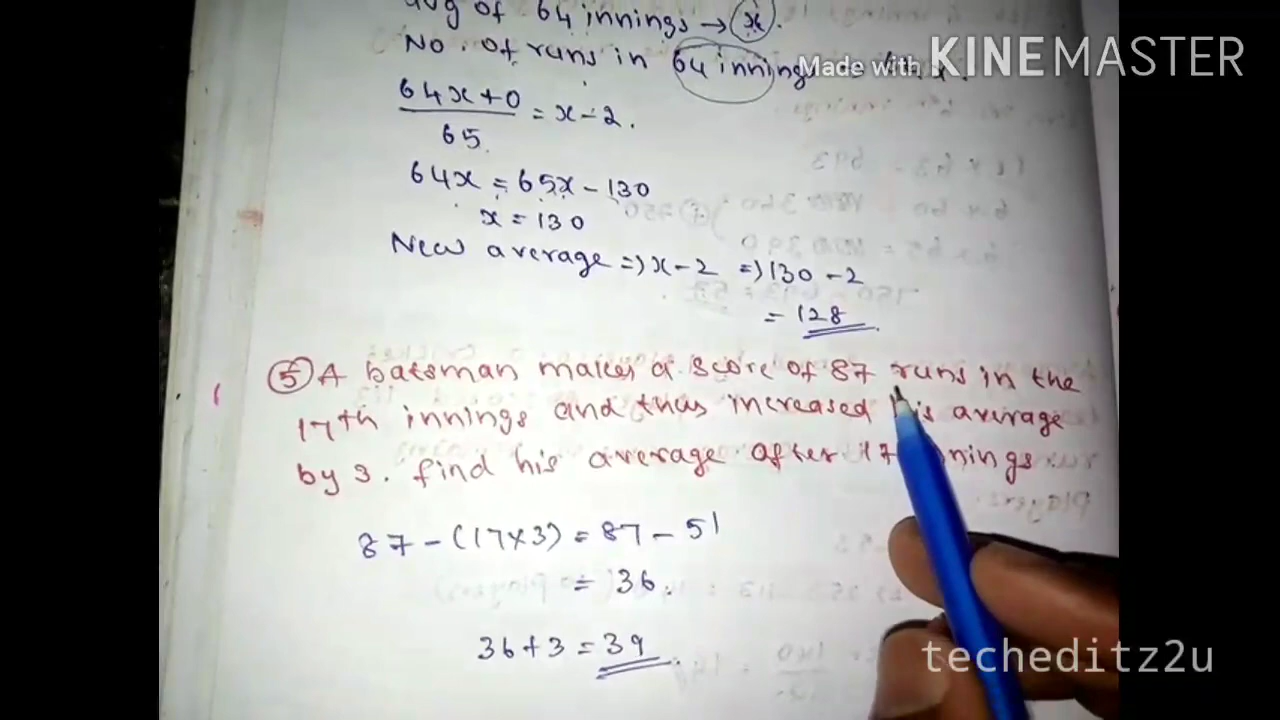 avg of 64 innings → x.
No. of runs in 64 innings = 64x.
Made with KINEMASTER
64x+0
65
= x-2.
64x = 65x - 130
x = 130
New average => x-2 => 130 - 2
= 128
⑤ A batsman makes a score of 87 runs in the
17th innings and thus increased his average
by 3. find his average after 17 innings.
87 - (17x3) = 87 - 51
= 36.
36 + 3 = 39
techeditz2u